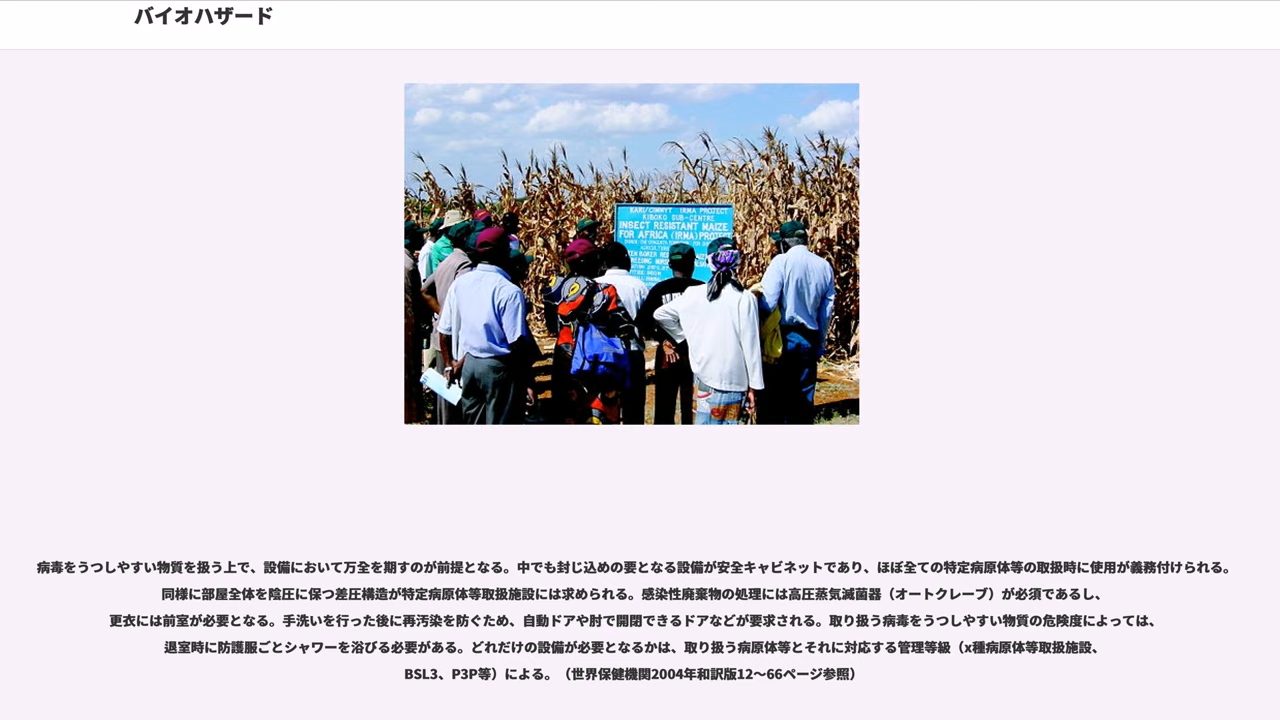 バイオハザード
KARI/CIMMYT IRMA PROJECT
KIBOKO SUB-CENTRE
INSECT RESISTANT MAIZE
FOR AFRICA (IRMA) PROJECT
病毒をうつしやすい物質を扱う上で、設備において万全を期すのが前提となる。中でも封じ込めの要となる設備が安全キャビネットであり、ほぼ全ての特定病原体等の取扱時に使用が義務付けられる。
同様に部屋全体を陰圧に保つ差圧構造が特定病原体等取扱施設には求められる。感染性廃棄物の処理には高圧蒸気滅菌器（オートクレーブ）が必須であるし、
更衣には前室が必要となる。手洗いを行った後に再汚染を防ぐため、自動ドアや肘で開閉できるドアなどが要求される。取り扱う病毒をうつしやすい物質の危険度によっては、
退室時に防護服ごとシャワーを浴びる必要がある。どれだけの設備が必要となるかは、取り扱う病原体等とそれに対応する管理等級（x種病原体等取扱施設、
BSL3、P3P等）による。（世界保健機関2004年和訳版12～66ページ参照）